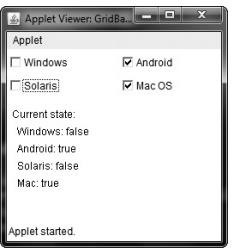 Applet Viewer: GridBa...
Applet
Windows Android
Solaris Mac OS
Current state:
Windows: false
Android: true
Solaris: false
Mac: true
Applet started.